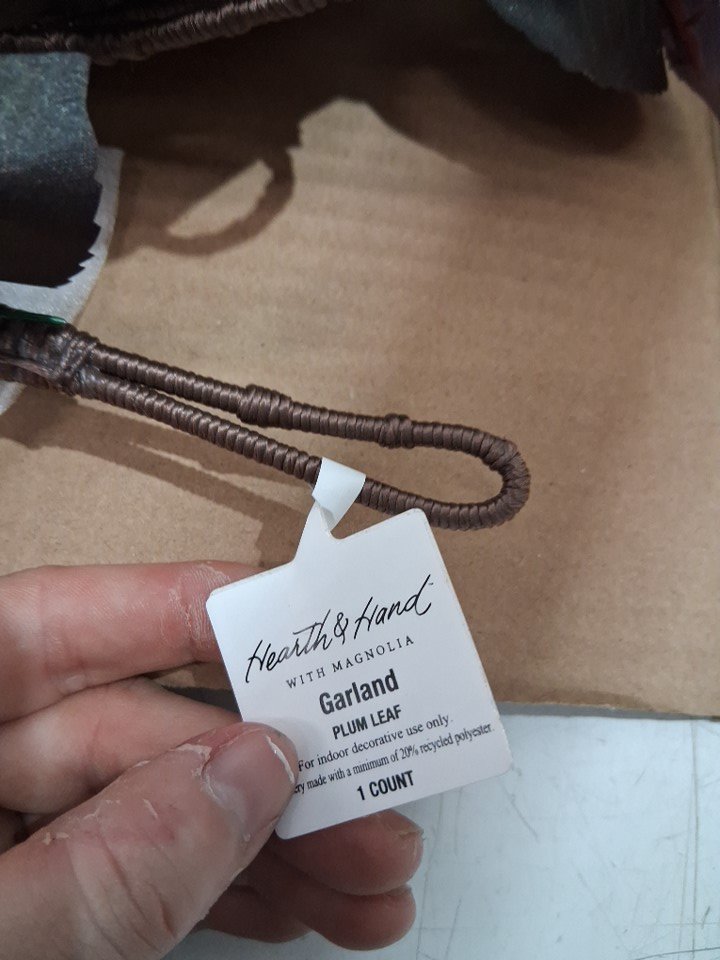 Hearth & Hand™
WITH MAGNOLIA
Garland
PLUM LEAF
For indoor decorative use only.
made with a minimum of 20% recycled polyester.
1 COUNT